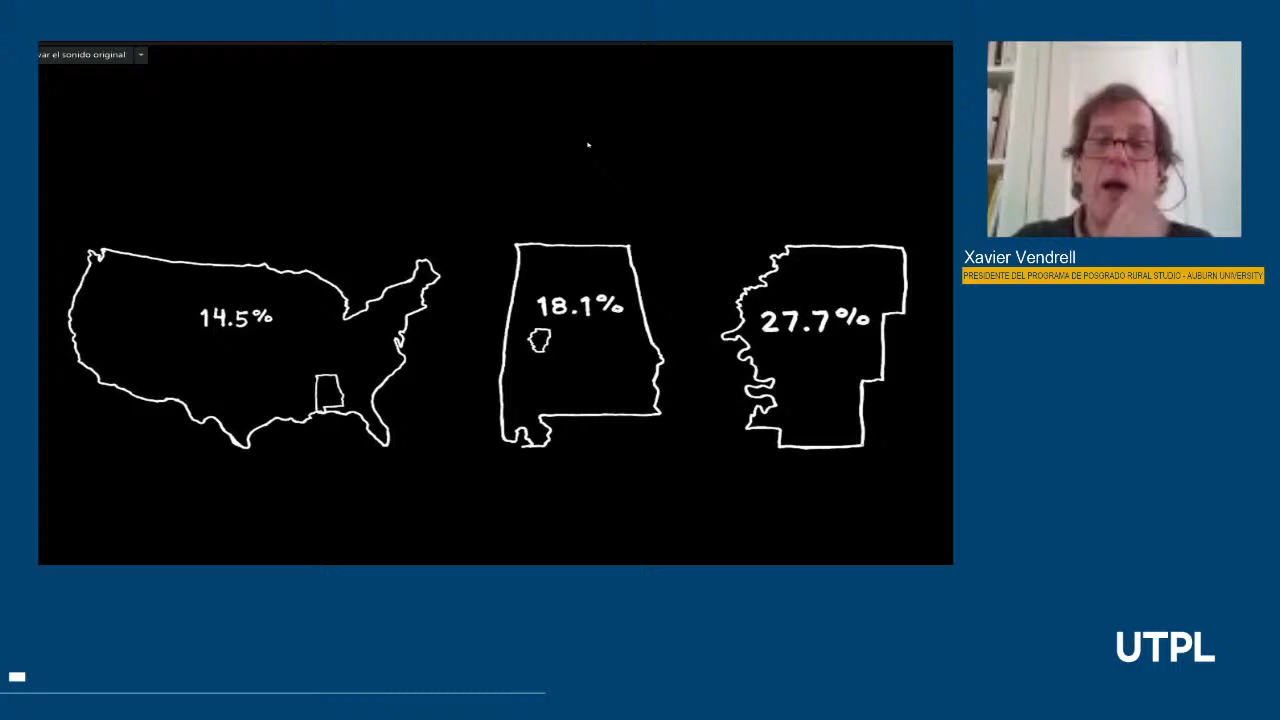 var el sonido original
14.5%
18.1%
27.7%
Xavier Vendrell
PRESIDENTE DEL PROGRAMA DE POSGRADO RURAL STUDIO - AUBURN UNIVERSITY
UTPL